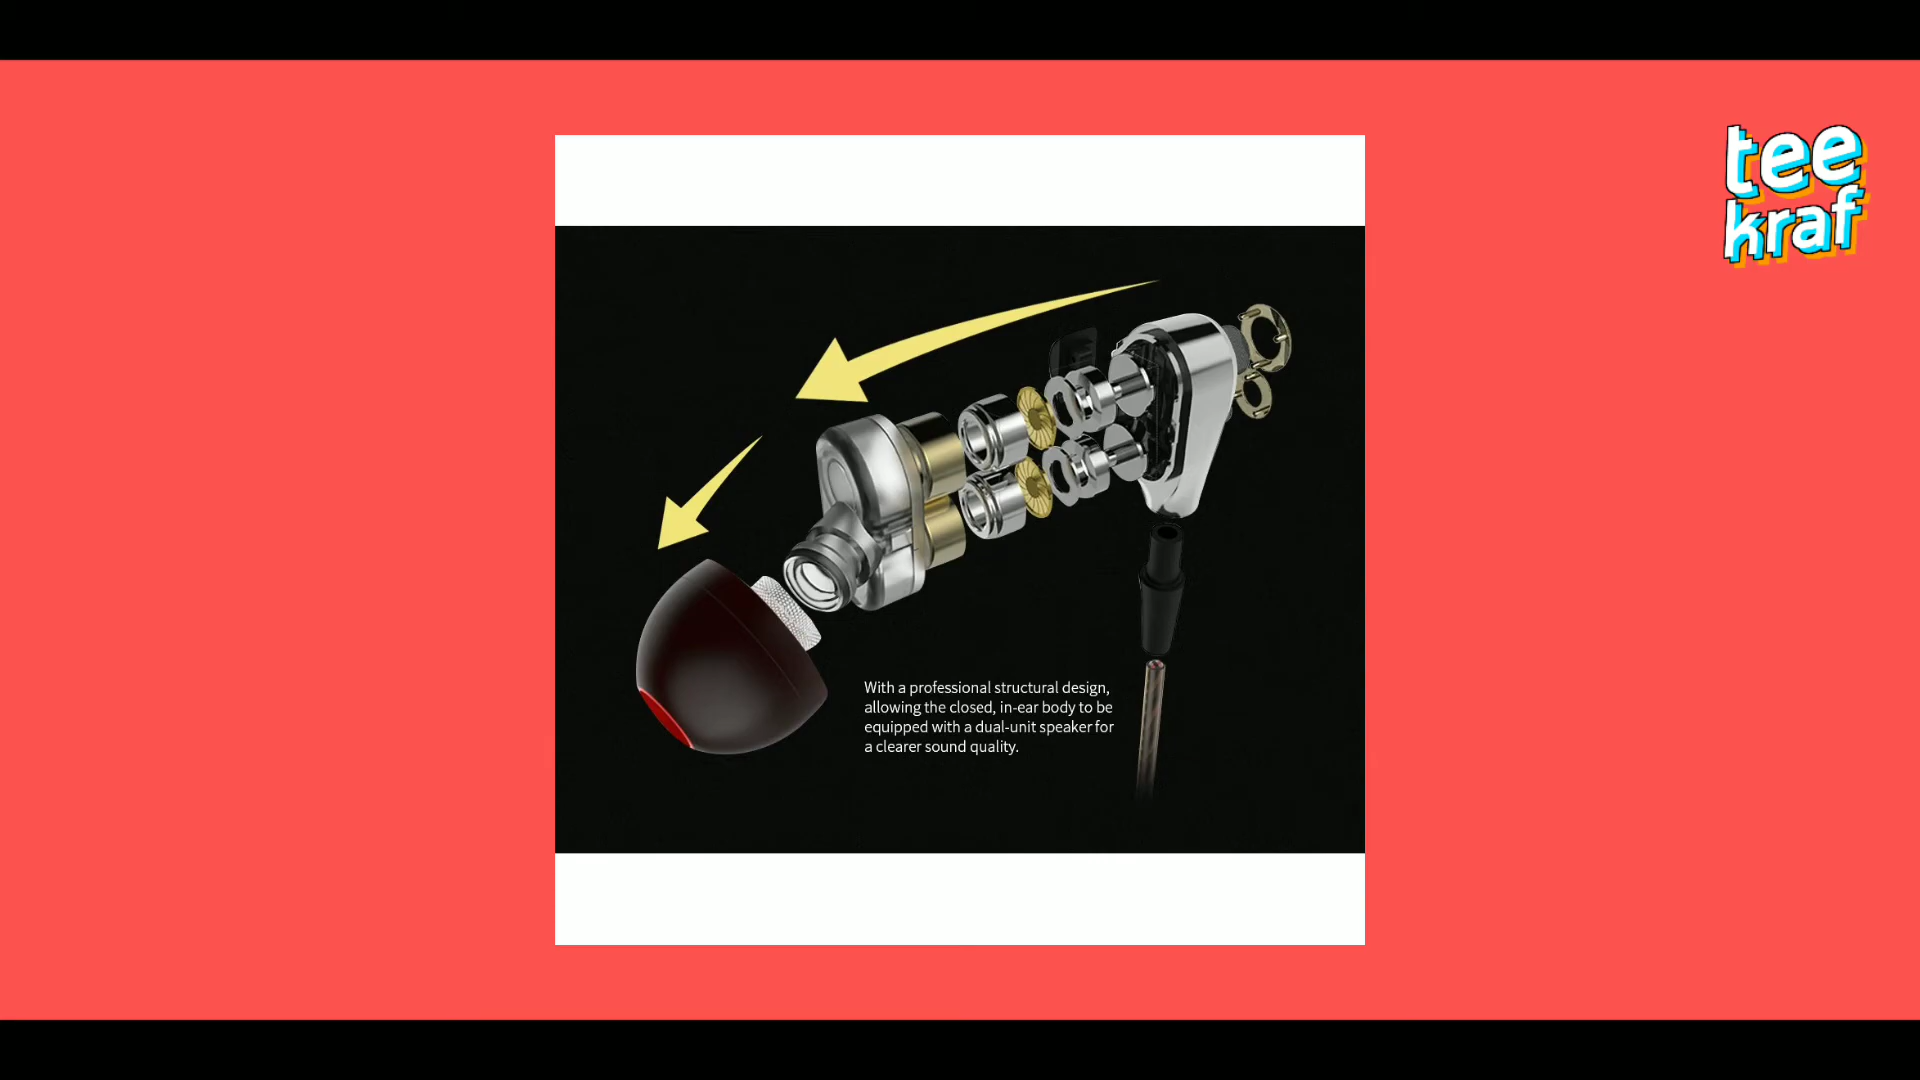 tee
kraf
With a professional structural design,
allowing the closed, in-ear body to be
equipped with a dual-unit speaker for
a clearer sound quality.